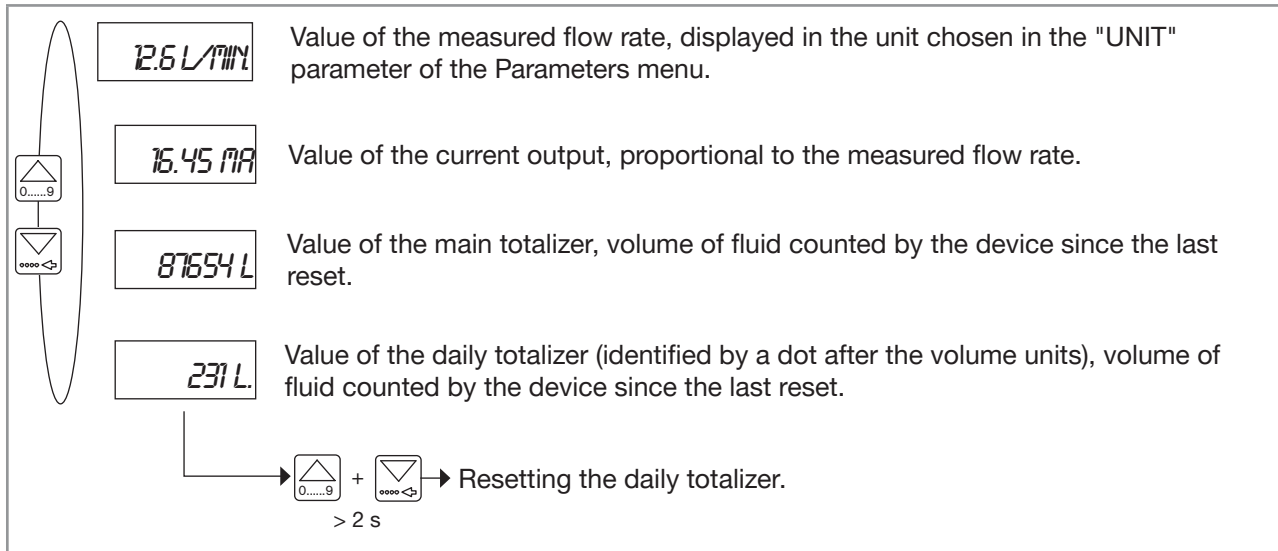 12.6 L/MIN
Value of the measured flow rate, displayed in the unit chosen in the "UNIT"
parameter of the Parameters menu.
16.45 MA
Value of the current output, proportional to the measured flow rate.
0......9
87654 L
Value of the main totalizer, volume of fluid counted by the device since the last
reset.
231 L.
Value of the daily totalizer (identified by a dot after the volume units), volume of
fluid counted by the device since the last reset.
0......9 + Resetting the daily totalizer.
> 2 s